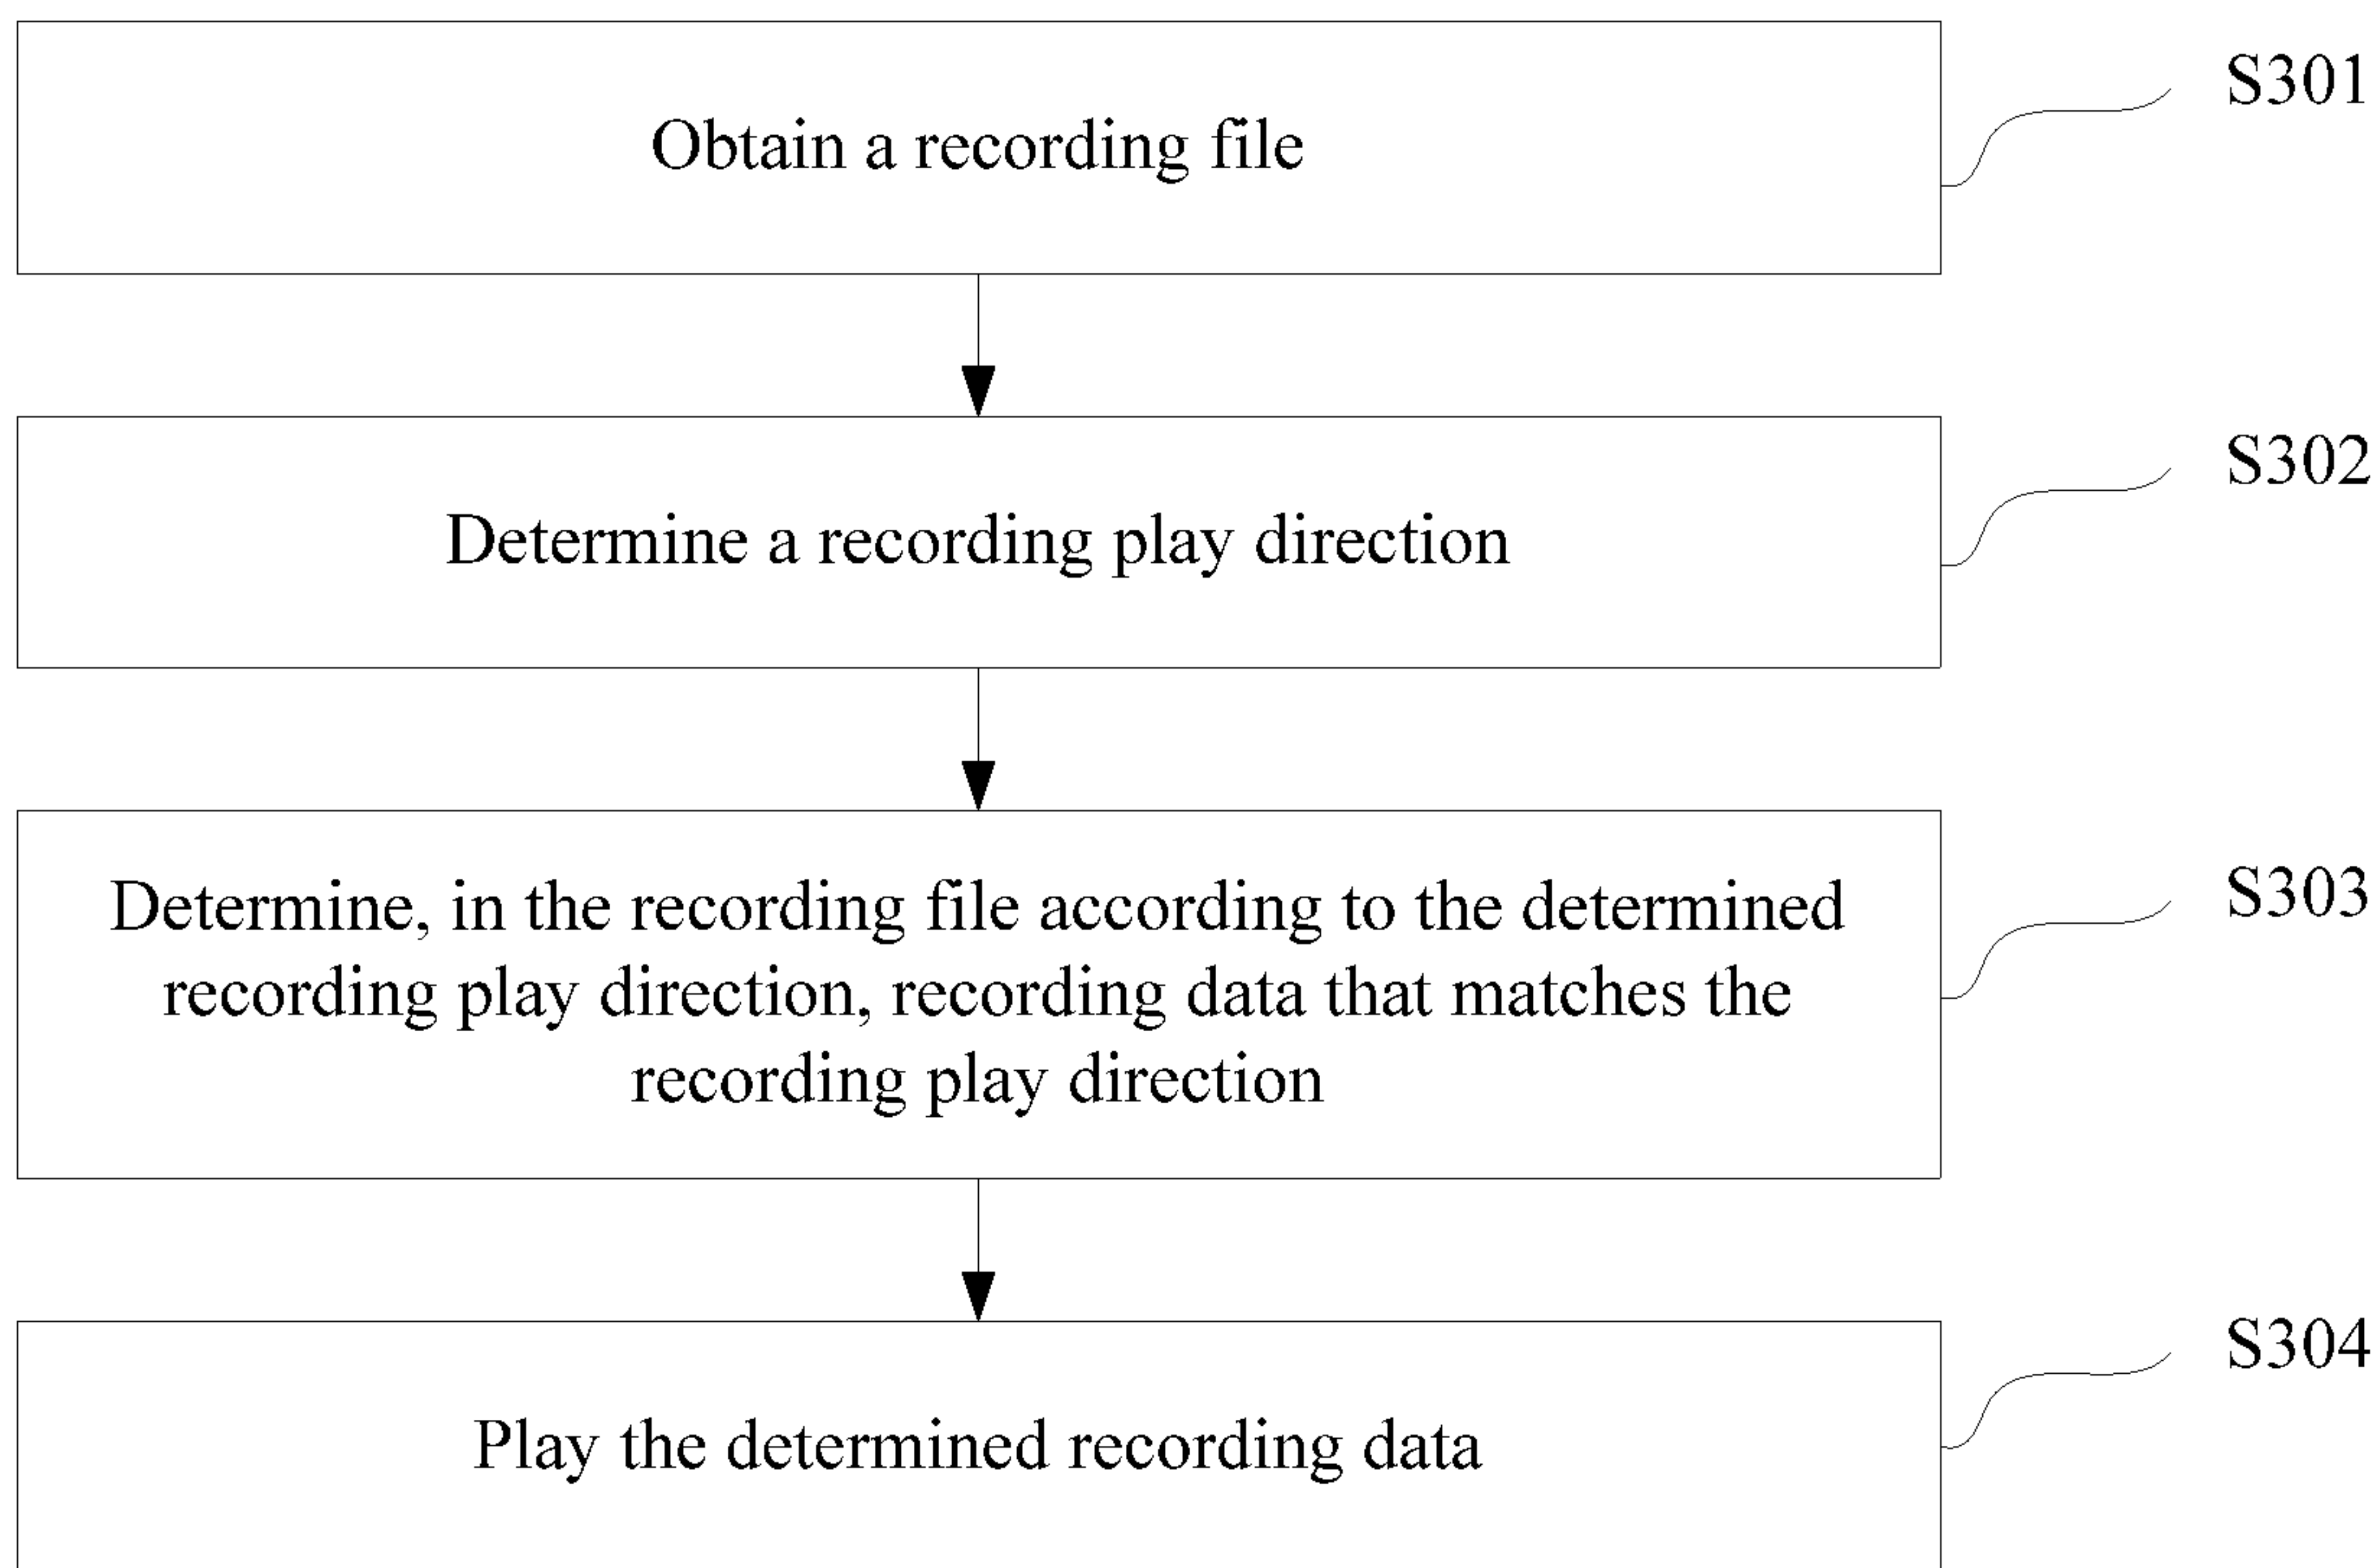 Obtain a recording file
S301
Determine a recording play direction
S302
Determine, in the recording file according to the determined
recording play direction, recording data that matches the
recording play direction
S303
Play the determined recording data
S304